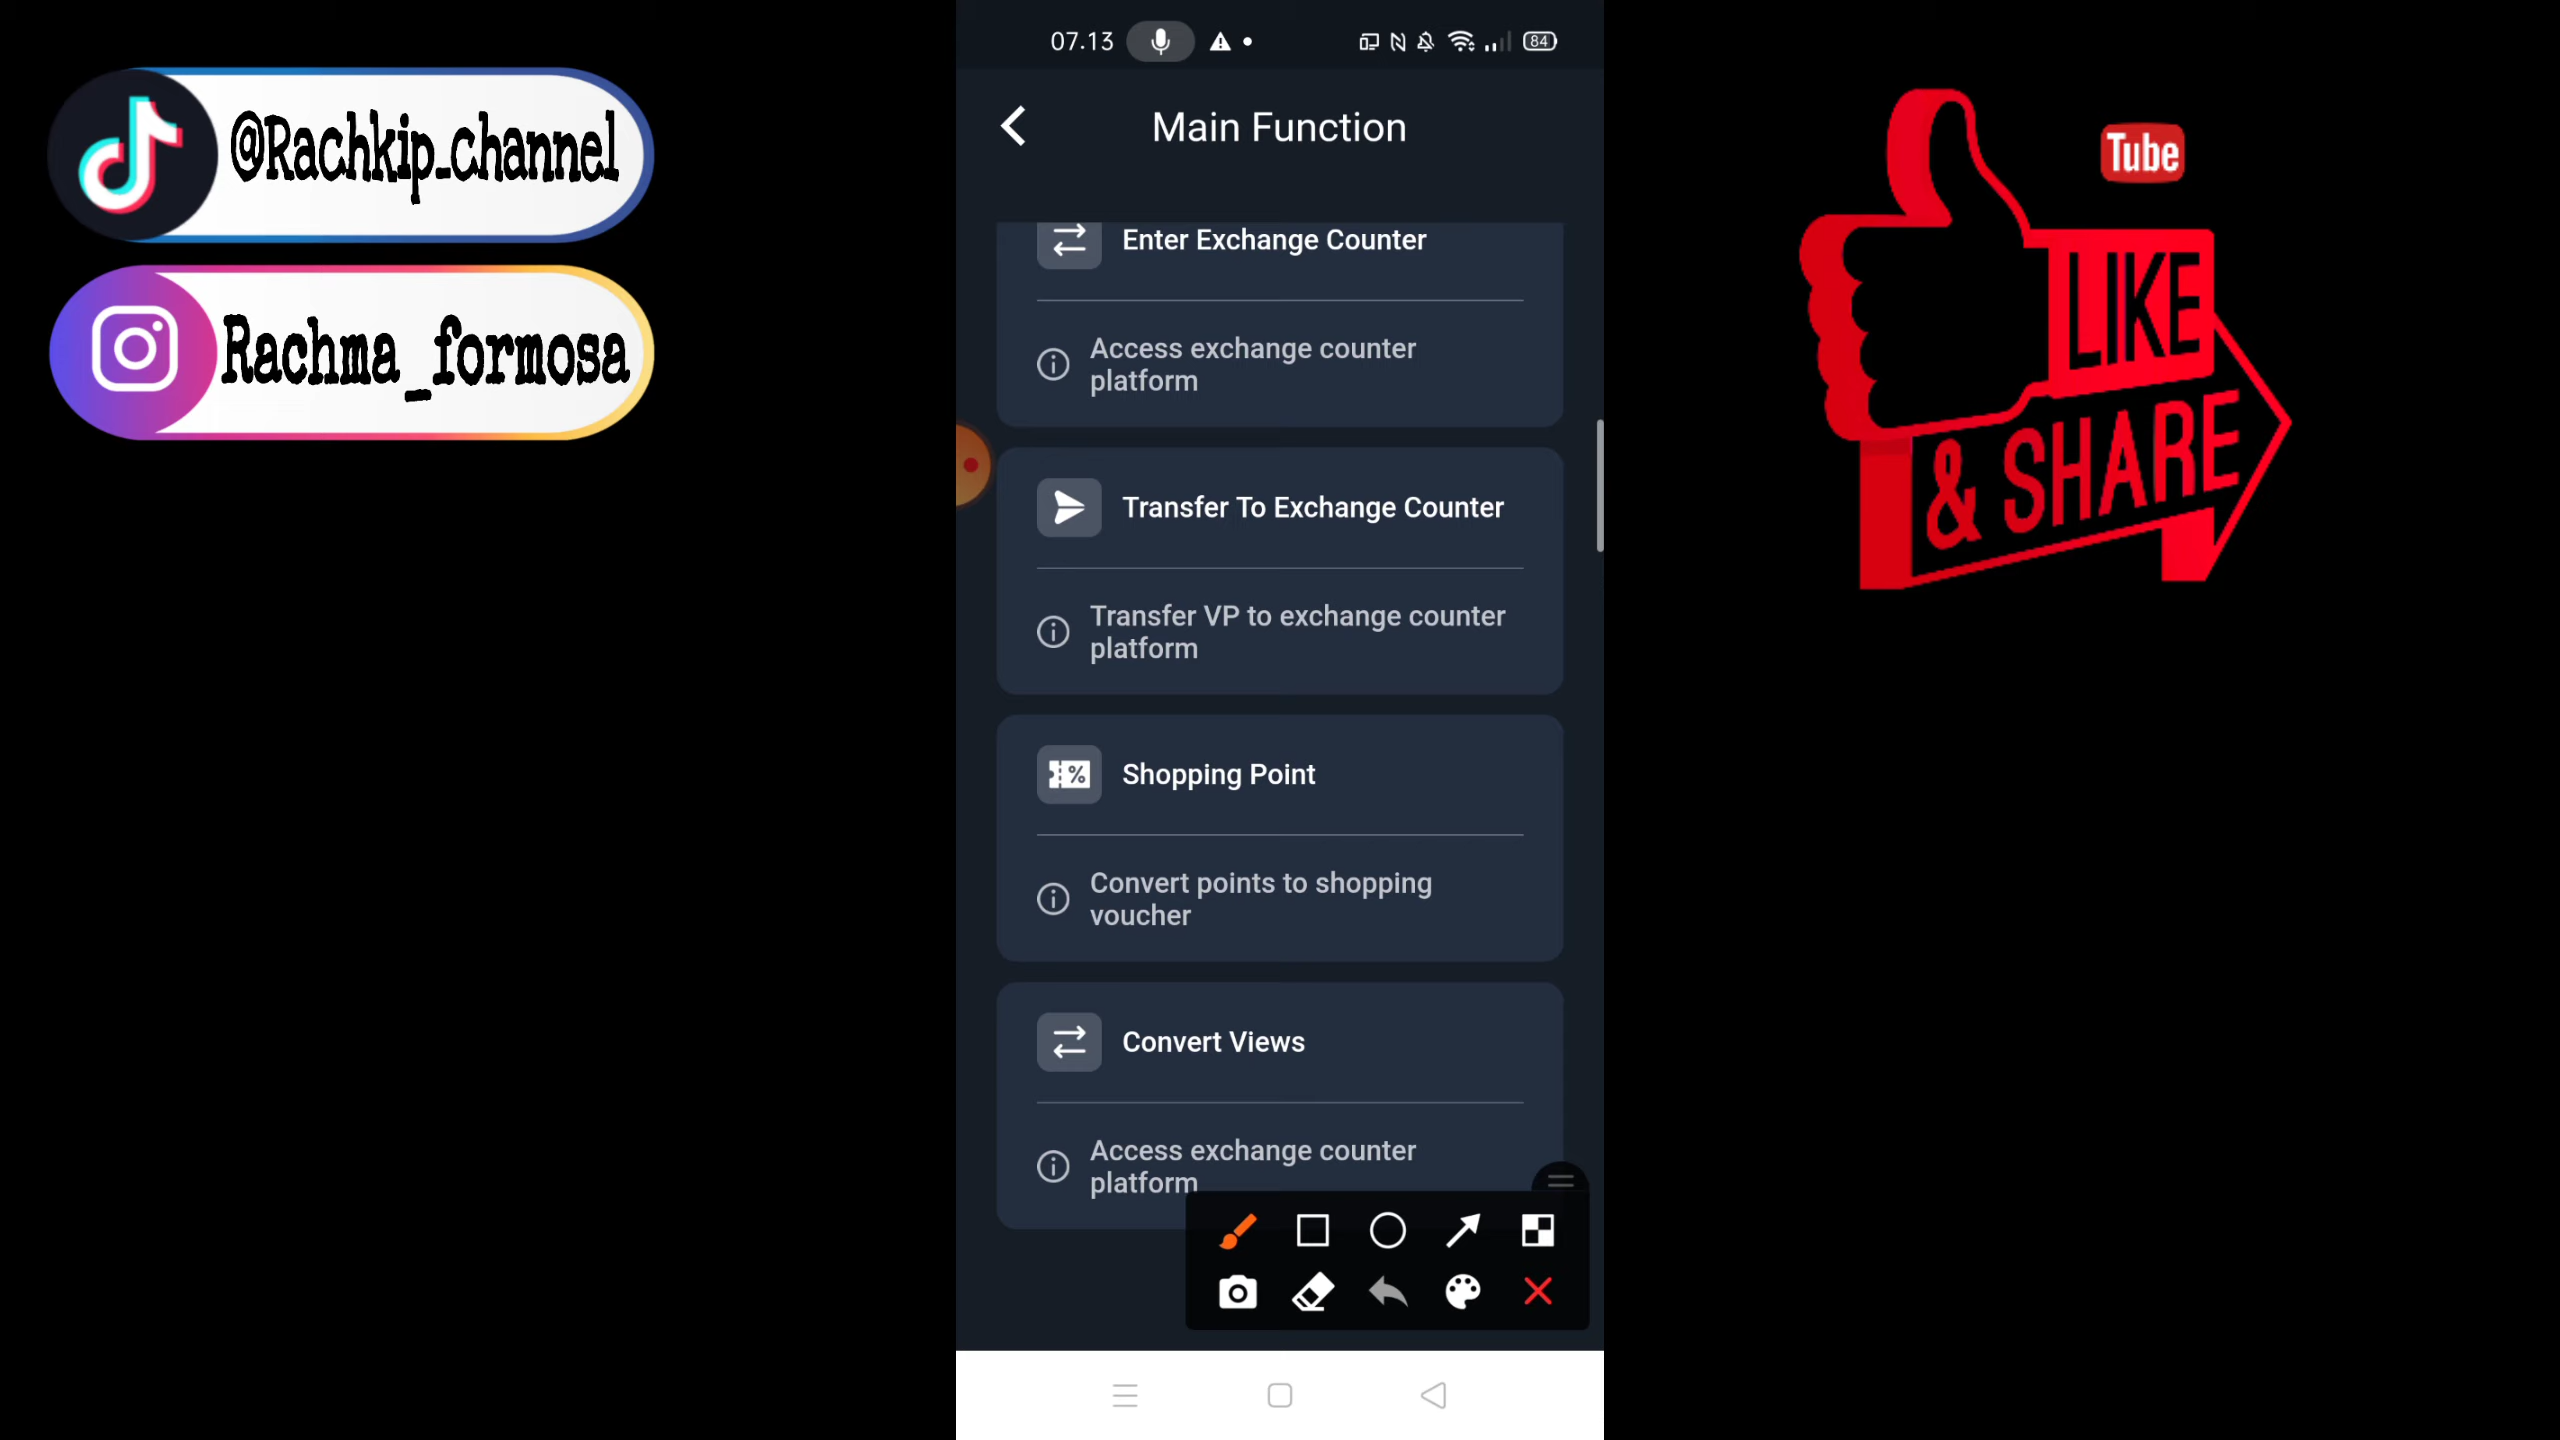 @Rachkip_channel
Rachma_formosa
07.13
84
Main Function
Enter Exchange Counter
Access exchange counter
platform
Transfer To Exchange Counter
Transfer VP to exchange counter
platform
Shopping Point
%
Convert points to shopping
voucher
Convert Views
Access exchange counter
platform
Tube
LIKE
& SHARE